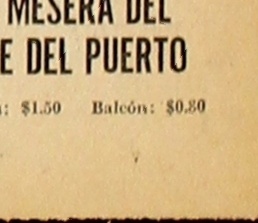 MESERA DEL
E DEL PUERTO
: $1.50 Balcón: $0.80